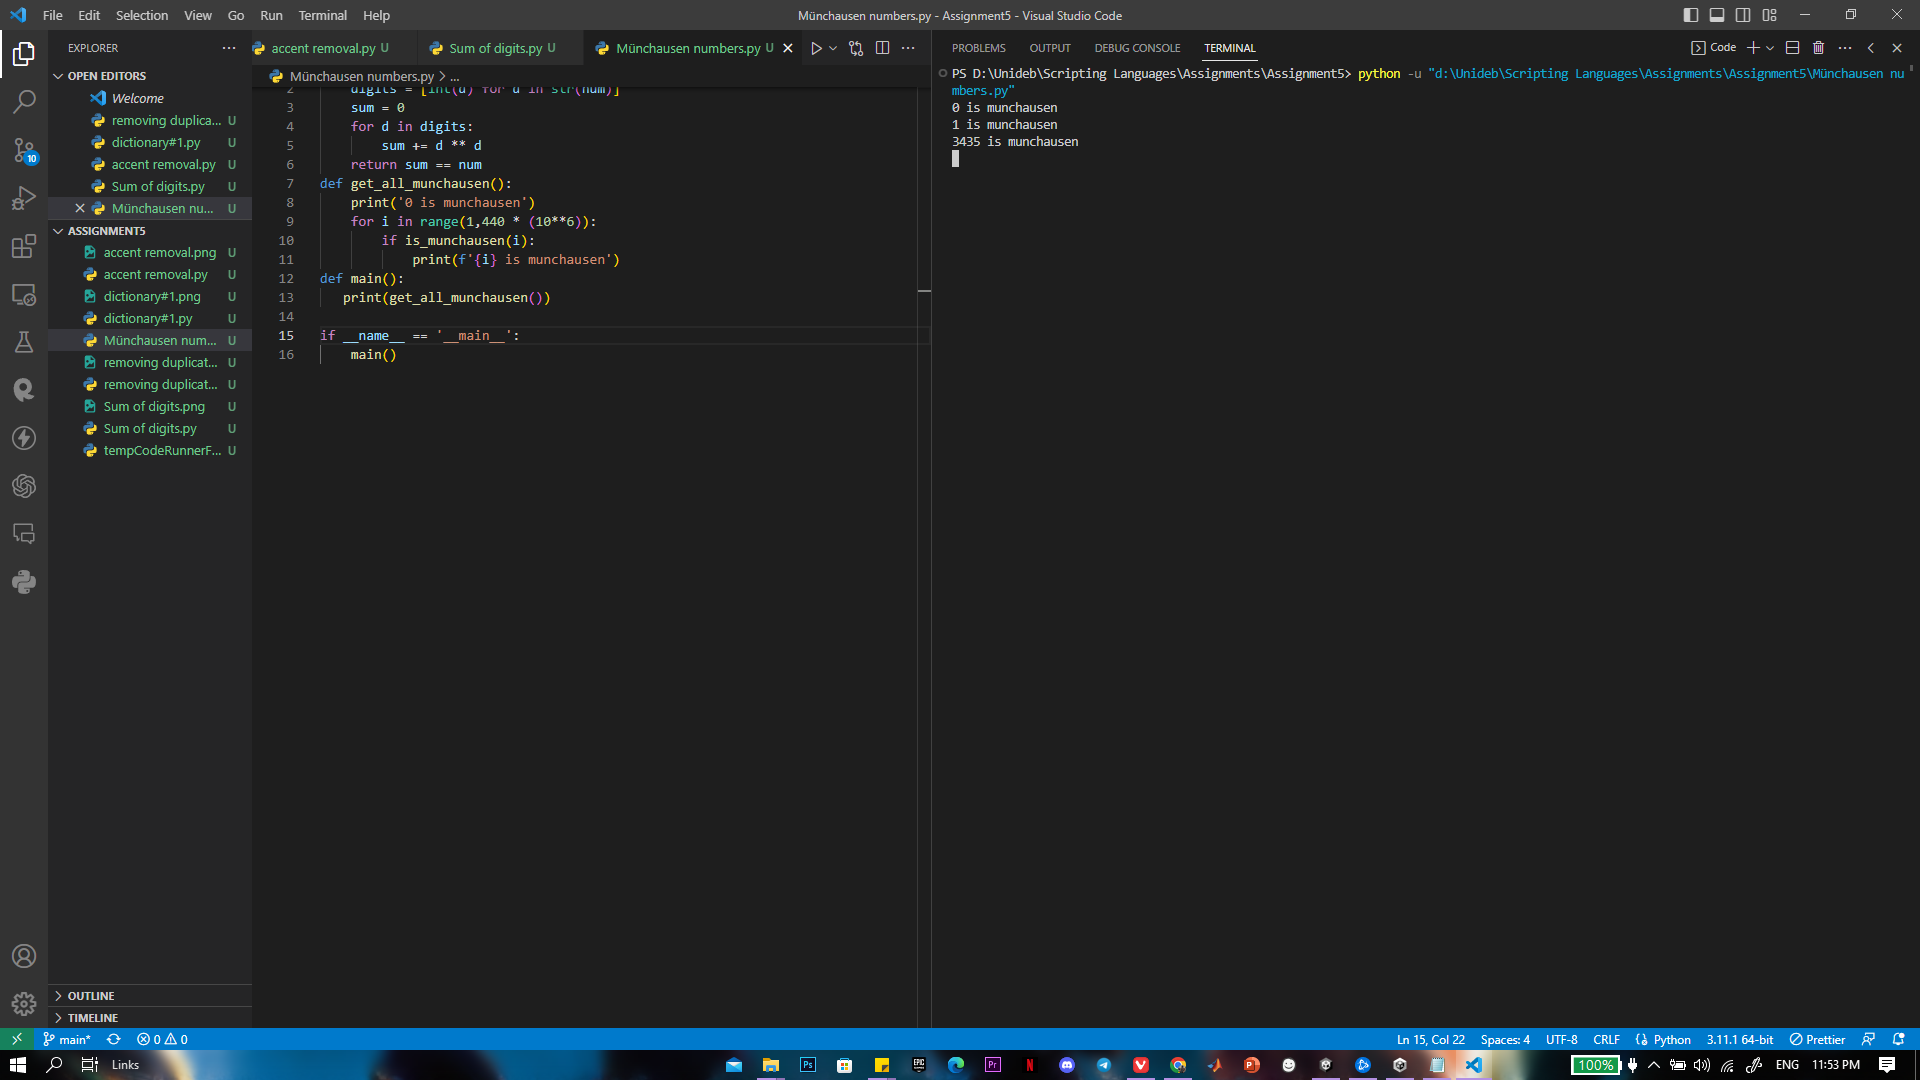 File Edit Selection View Go Run Terminal Help
Münchausen numbers.py - Assignment5 - Visual Studio Code
EXPLORER
OPEN EDITORS
Welcome
removing duplica... U
dictionary#1.py U
accent removal.py U
Sum of digits.py U
Münchausen nu... U
ASSIGNMENT5
accent removal.png U
accent removal.py U
dictionary#1.png U
dictionary#1.py U
Münchausen num... U
removing duplicat... U
removing duplicat... U
Sum of digits.png U
Sum of digits.py U
tempCodeRunnerF... U
OUTLINE
TIMELINE
10
accent removal.py U Sum of digits.py U Münchausen numbers.py U
Münchausen numbers.py > ...
2 digits = [int(d) for d in str(num)]
3 sum = 0
4 for d in digits:
5 sum += d ** d
6 return sum == num
7 def get_all_munchausen():
8 print('0 is munchausen')
9 for i in range(1,440 * (10**6)):
10 if is_munchausen(i):
11 print(f'{i} is munchausen')
12 def main():
13 print(get_all_munchausen())
14
15 if __name__ == '__main__':
16 main()
PROBLEMS OUTPUT DEBUG CONSOLE TERMINAL
Code
PS D:\Unideb\Scripting Languages\Assignments\Assignment5> python -u "d:\Unideb\Scripting Languages\Assignments\Assignment5\Münchausen nu
mbers.py"
0 is munchausen
1 is munchausen
3435 is munchausen
main* 0 0
Ln 15, Col 22 Spaces: 4 UTF-8 CRLF Python 3.11.1 64-bit Prettier
Links
Ps
EPIC
Pr
N
100%
ENG 11:53 PM